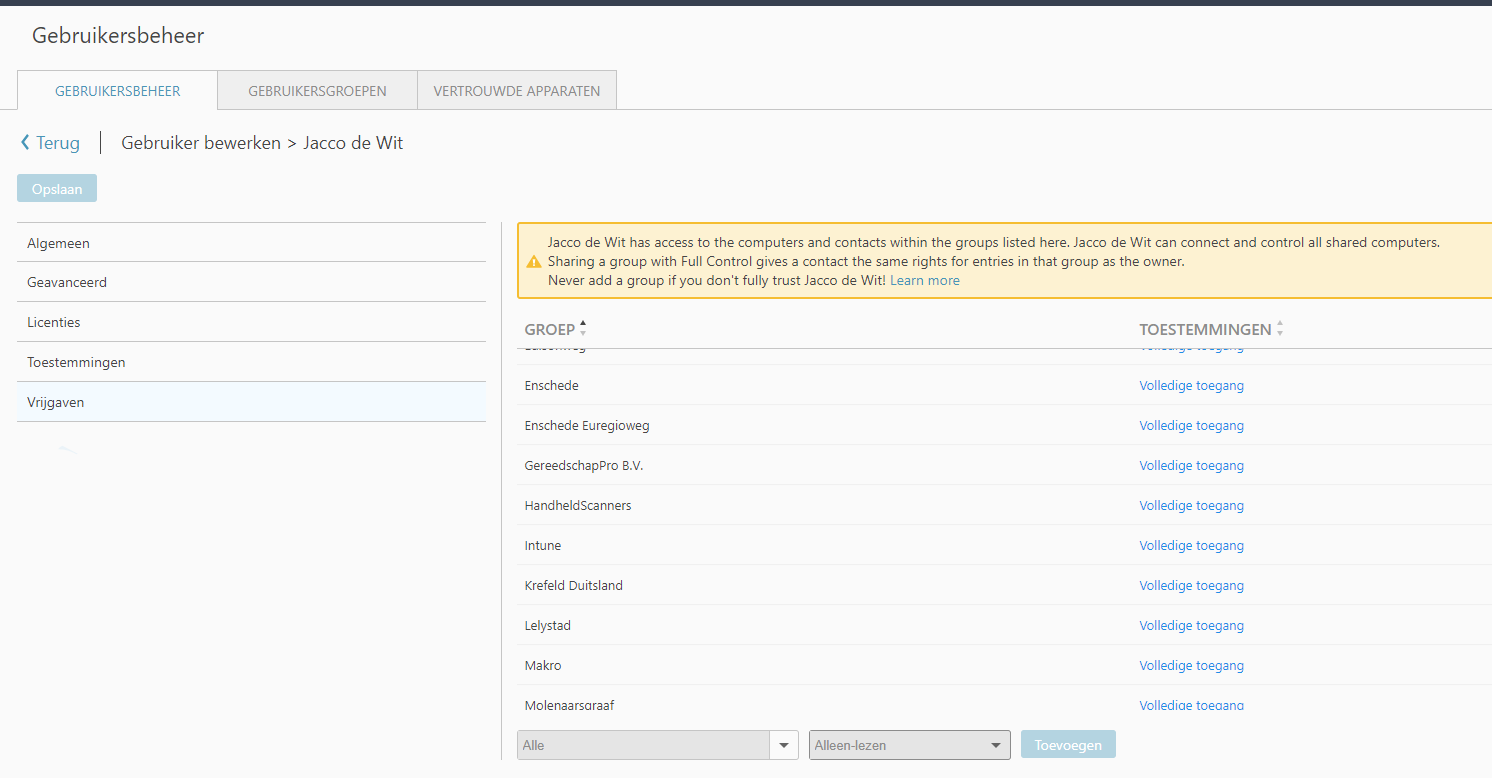 Gebruikersbeheer
GEBRUIKERSBEHEER GEBRUIKERSGROEPEN VERTROUWDE APPARATEN
Terug Gebruiker bewerken > Jacco de Wit
Opslaan
Algemeen
Geavanceerd
Licenties
Toestemmingen
Vrijgaven
Jacco de Wit has access to the computers and contacts within the groups listed here. Jacco de Wit can connect and control all shared computers.
Sharing a group with Full Control gives a contact the same rights for entries in that group as the owner.
Never add a group if you don't fully trust Jacco de Wit! Learn more
GROEP TOESTEMMINGEN
Volledige toegang
Enschede Volledige toegang
Enschede Euregioweg Volledige toegang
GereedschapPro B.V. Volledige toegang
HandheldScanners Volledige toegang
Intune Volledige toegang
Krefeld Duitsland Volledige toegang
Lelystad Volledige toegang
Makro Volledige toegang
Molenaarsgraaf Volledige toegang
Alle Alleen-lezen Toevoegen